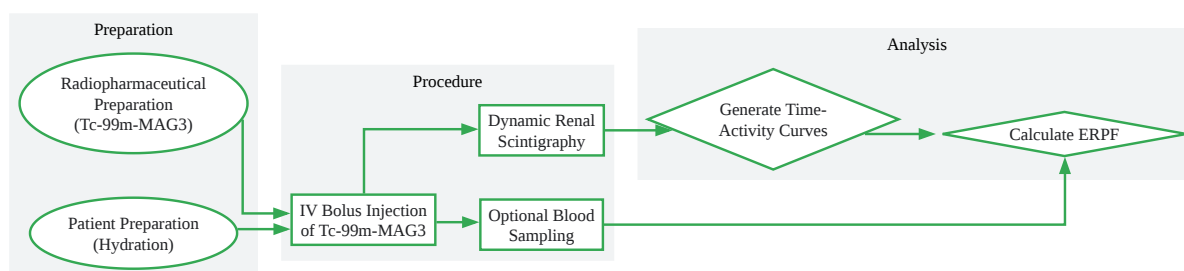 Preparation
Radiopharmaceutical
Preparation
(Tc-99m-MAG3)
Patient Preparation
(Hydration)
Procedure
IV Bolus Injection
of Tc-99m-MAG3
Dynamic Renal
Scintigraphy
Optional Blood
Sampling
Analysis
Generate Time-
Activity Curves
Calculate ERPF